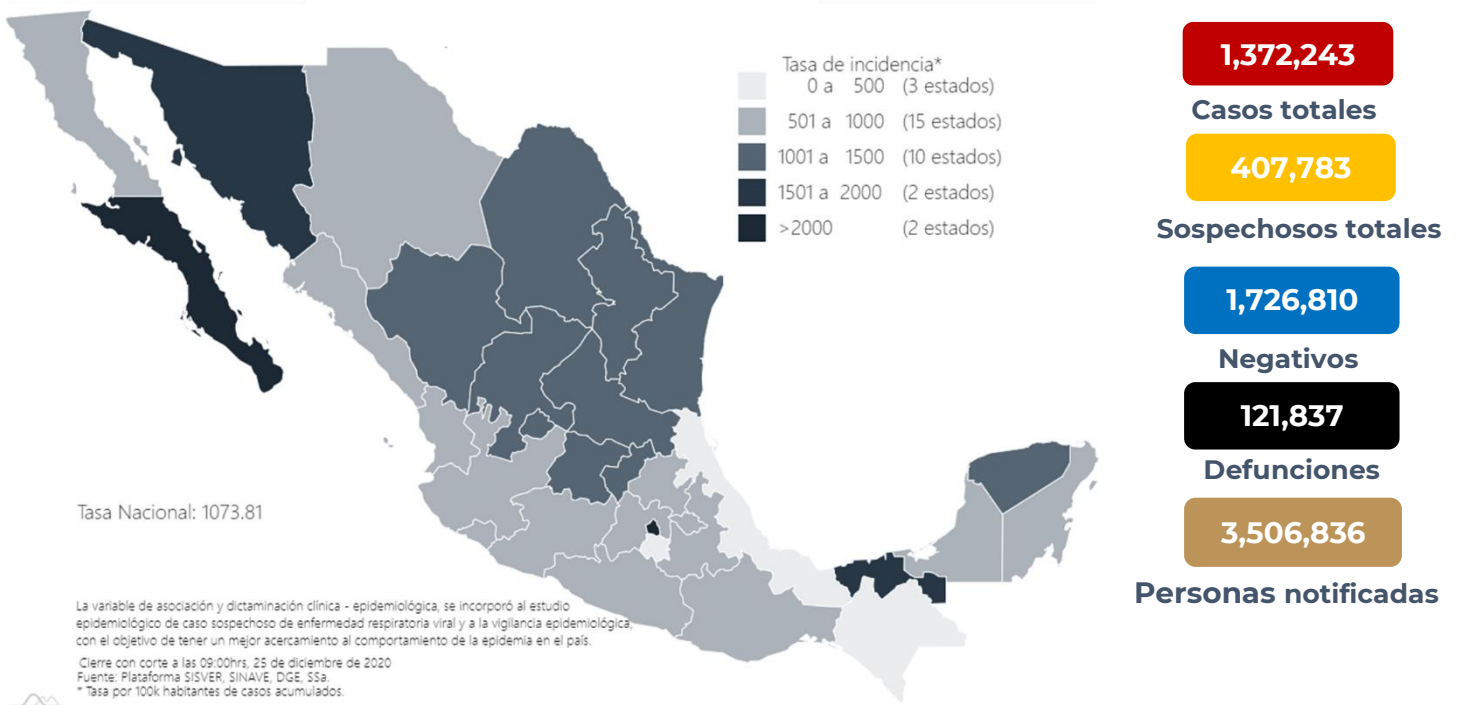 Tasa de incidencia*
0 a 500 (3 estados)
501 a 1000 (15 estados)
1001 a 1500 (10 estados)
1501 a 2000 (2 estados)
>2000 (2 estados)
Tasa Nacional: 1073.81
La variable de asociación y dictaminación clínica - epidemiológica, se incorporó al estudio
epidemiológico de caso sospechoso de enfermedad respiratoria viral y a la vigilancia epidemiológica,
con el objetivo de tener un mejor acercamiento al comportamiento de la epidemia en el país.
Cierre con corte a las 09:00hrs, 25 de diciembre de 2020
Fuente: Plataforma SISVER, SINAVE, DGE, SSa.
* Tasa por 100k habitantes de casos acumulados.
1,372,243
Casos totales
407,783
Sospechosos totales
1,726,810
Negativos
121,837
Defunciones
3,506,836
Personas notificadas